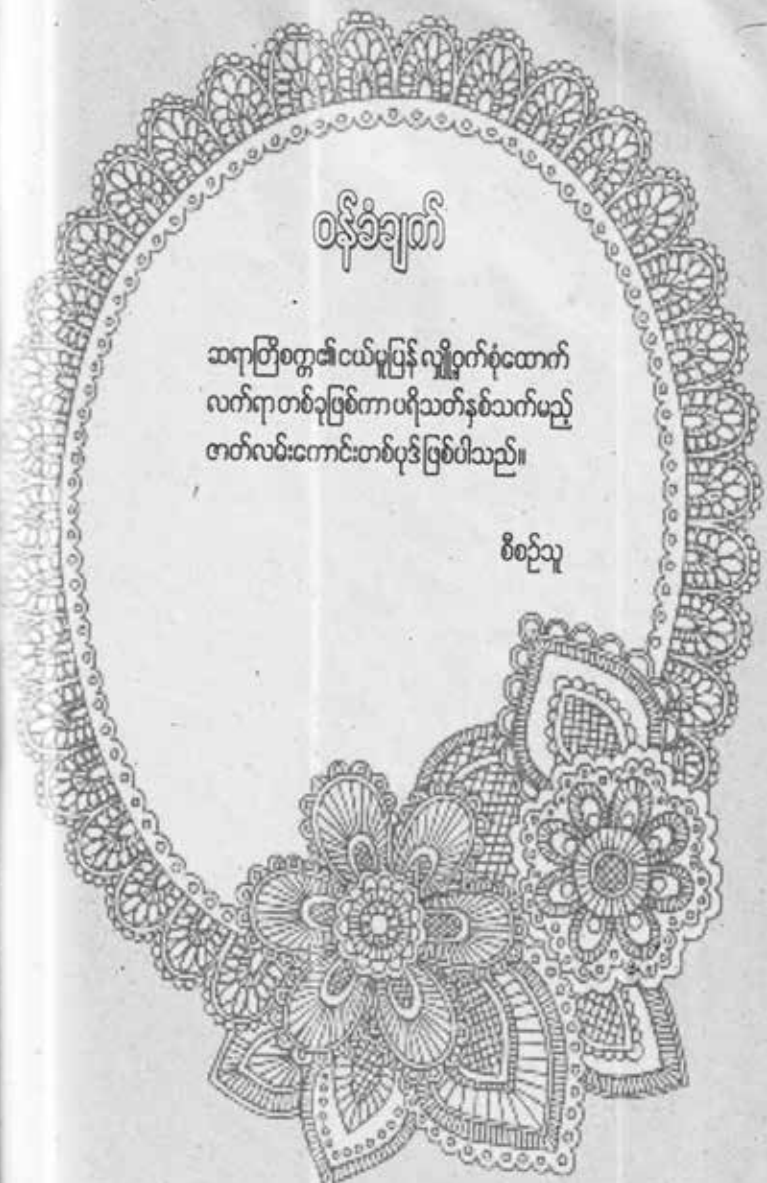 ဝန်ခံချက်
ဆရာတြိစက္က၏ ငယ်မူပြန် လျှို့ဝှက်စုံထောက်
လက်ရာတစ်ခုဖြစ်ကာ ပရိသတ်နှစ်သက်မည့်
ဇာတ်လမ်းကောင်းတစ်ပုဒ်ဖြစ်ပါသည်။
စီစဉ်သူ